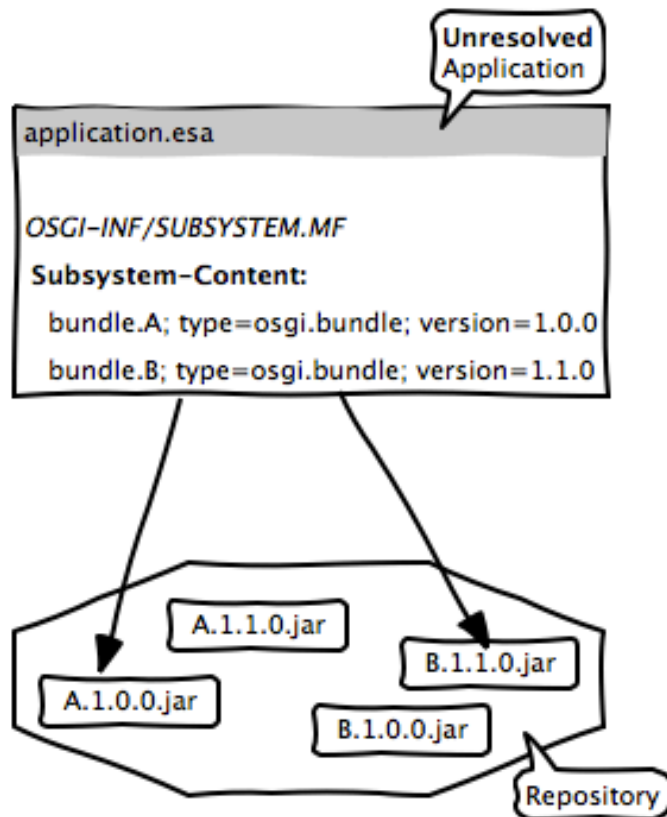 Unresolved
Application
application.esa
OSGI-INF/SUBSYSTEM.MF
Subsystem-Content:
bundle.A; type=osgi.bundle; version=1.0.0
bundle.B; type=osgi.bundle; version=1.1.0
A.1.1.0.jar
B.1.1.0.jar
A.1.0.0.jar
B.1.0.0.jar
Repository